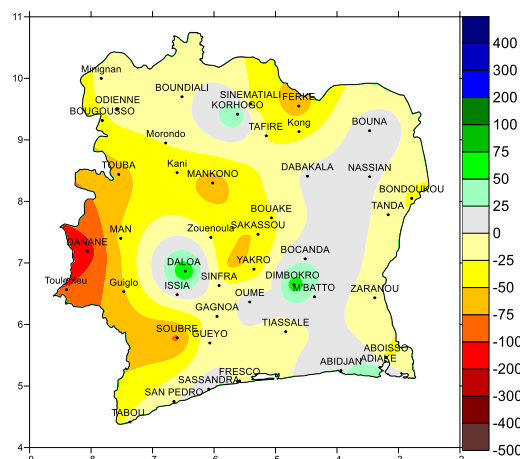 11
10
9
8
7
6
5
4
Minignan
BOUNDIALI
SINEMATIALI
FERKE
ODIENNE
KORHOGO
BOUGOUSSO
TAFIRE
Kong
BOUNA
Morondo
TOUBA
Kani
MANKONO
DABAKALA
NASSIAN
BONDOUKOU
TANDA
BOUAKE
MAN
Zouenoula
SAKASSOU
DANANE
DALOA
YAKRO
BOCANDA
Toulepleu
Guiglo
ISSIA
SINFRA
DIMBOKRO
M'BATTO
ZARANOU
OUME
GAGNOA
SOUBRE
GUEYO
TIASSALE
ABOISSO
ABIDJAN
ADIAKE
FRESCO
SASSANDRA
SAN PEDRO
TABOU
400
300
200
100
75
50
25
0
-25
-50
-75
-100
-200
-300
-400
-500